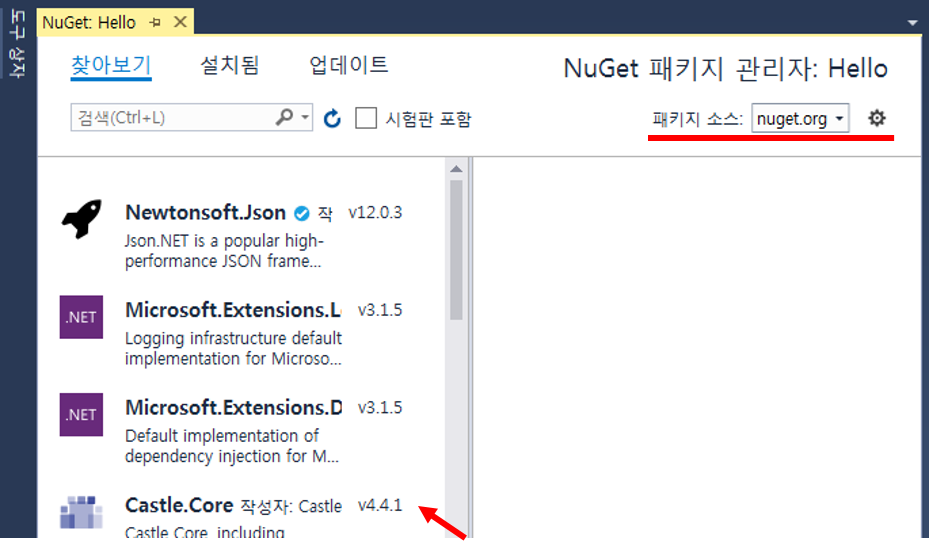 도구 상자
NuGet: Hello
찾아보기 설치됨 업데이트
NuGet 패키지 관리자: Hello
검색(Ctrl+L)
시험판 포함
패키지 소스: nuget.org
Newtonsoft.Json 작 v12.0.3
Json.NET is a popular high-
performance JSON frame...
.NET
Microsoft.Extensions.L v3.1.5
Logging infrastructure default
implementation for Microso...
.NET
Microsoft.Extensions.D v3.1.5
Default implementation of
dependency injection for M...
Castle.Core 작성자: Castle v4.4.1
Castle Core, including